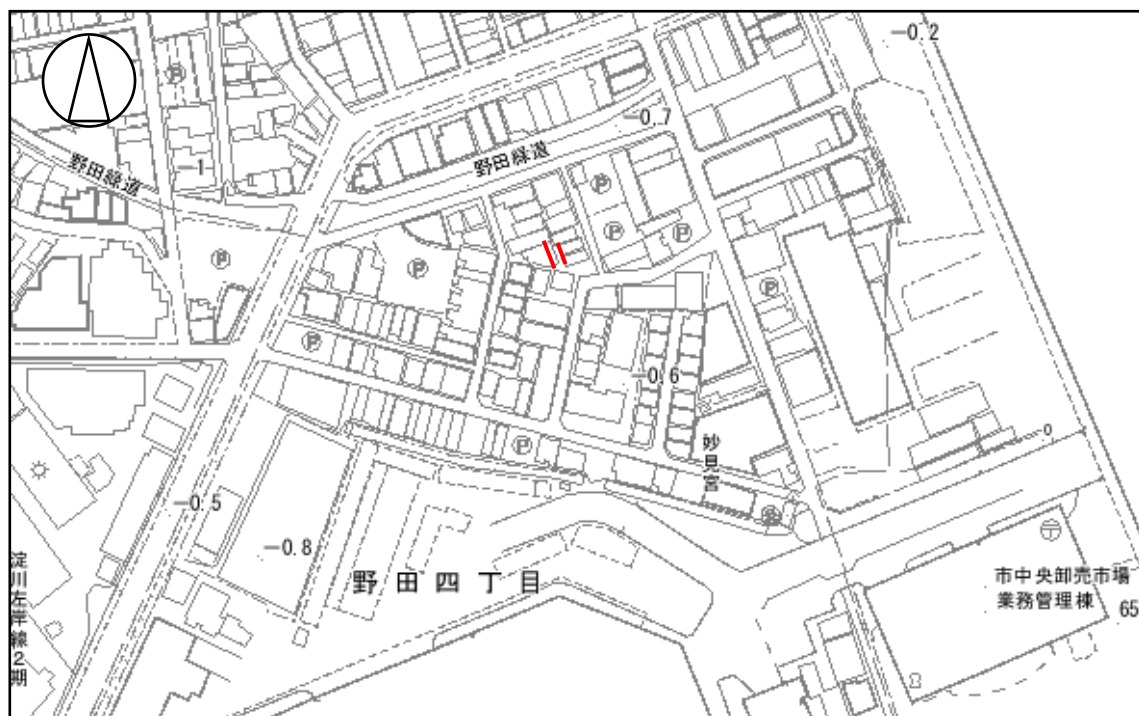 -0.2
-0.7
野田緑道
野田緑道
-1
P
P
P
P
P
P
P
P
-0.6
妙見宮
P
P
0
-0.5
-0.8
野田四丁目
淀川左岸線2期
市中央卸売市場
業務管理棟
65